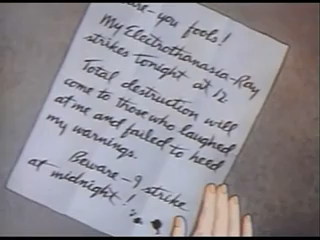 ware-you fools!
My Electrothanasia-Ray
strikes tonight at 12
Total destruction will
come to those who laughed
at me and failed to heed
my warnings.
Beware-I strike
at midnight!